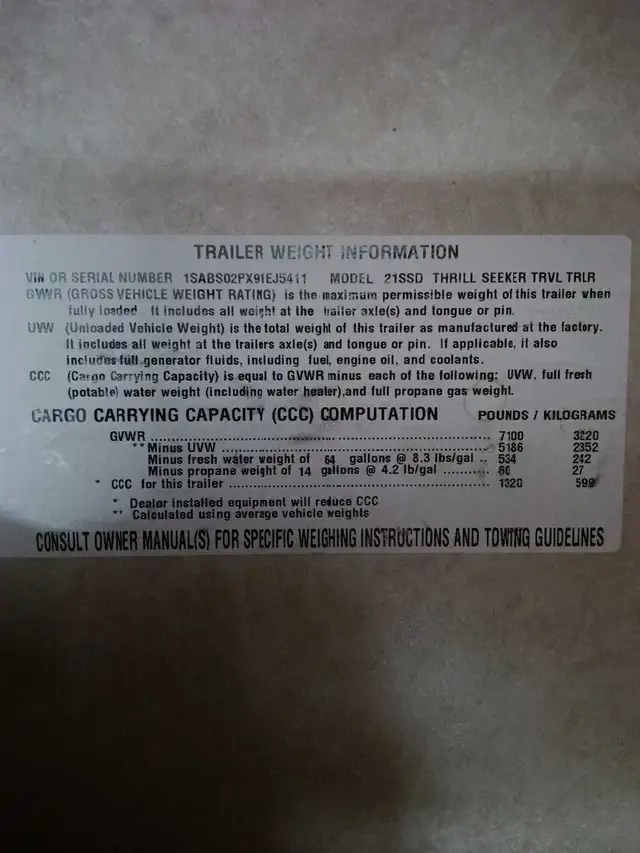 TRAILER WEIGHT INFORMATION
VIN OR SERIAL NUMBER 1SABS02PX91EJ5411 MODEL 21SSD THRILL SEEKER TRVL TRLR
GVWR (GROSS VEHICLE WEIGHT RATING) is the maximum permissible weight of this trailer when
fully loaded It includes all weight at the trailer axle(s) and tongue or pin.
UVW (Unloaded Vehicle Weight) is the total weight of this trailer as manufactured at the factory.
It includes all weight at the trailers axle(s) and tongue or pin. If applicable, it also
includes full generator fluids, including fuel, engine oil, and coolants.
CCC (Cargo Carrying Capacity) is equal to GVWR minus each of the following: UVW, full fresh
(potable) water weight (including water heater),and full propane gas weight.
CARGO CARRYING CAPACITY (CCC) COMPUTATION POUNDS / KILOGRAMS
GVWR ........ 7100 3220
** Minus UVW ........ 5186 2352
Minus fresh water weight of 64 gallons @ 8.3 lbs/gal .. 534 242
Minus propane weight of 14 gallons @ 4.2 lb/gal ........ 60 27
* CCC for this trailer ........ 1320 599
* Dealer installed equipment will reduce CCC
** Calculated using average vehicle weights
CONSULT OWNER MANUAL(S) FOR SPECIFIC WEIGHING INSTRUCTIONS AND TOWING GUIDELINES